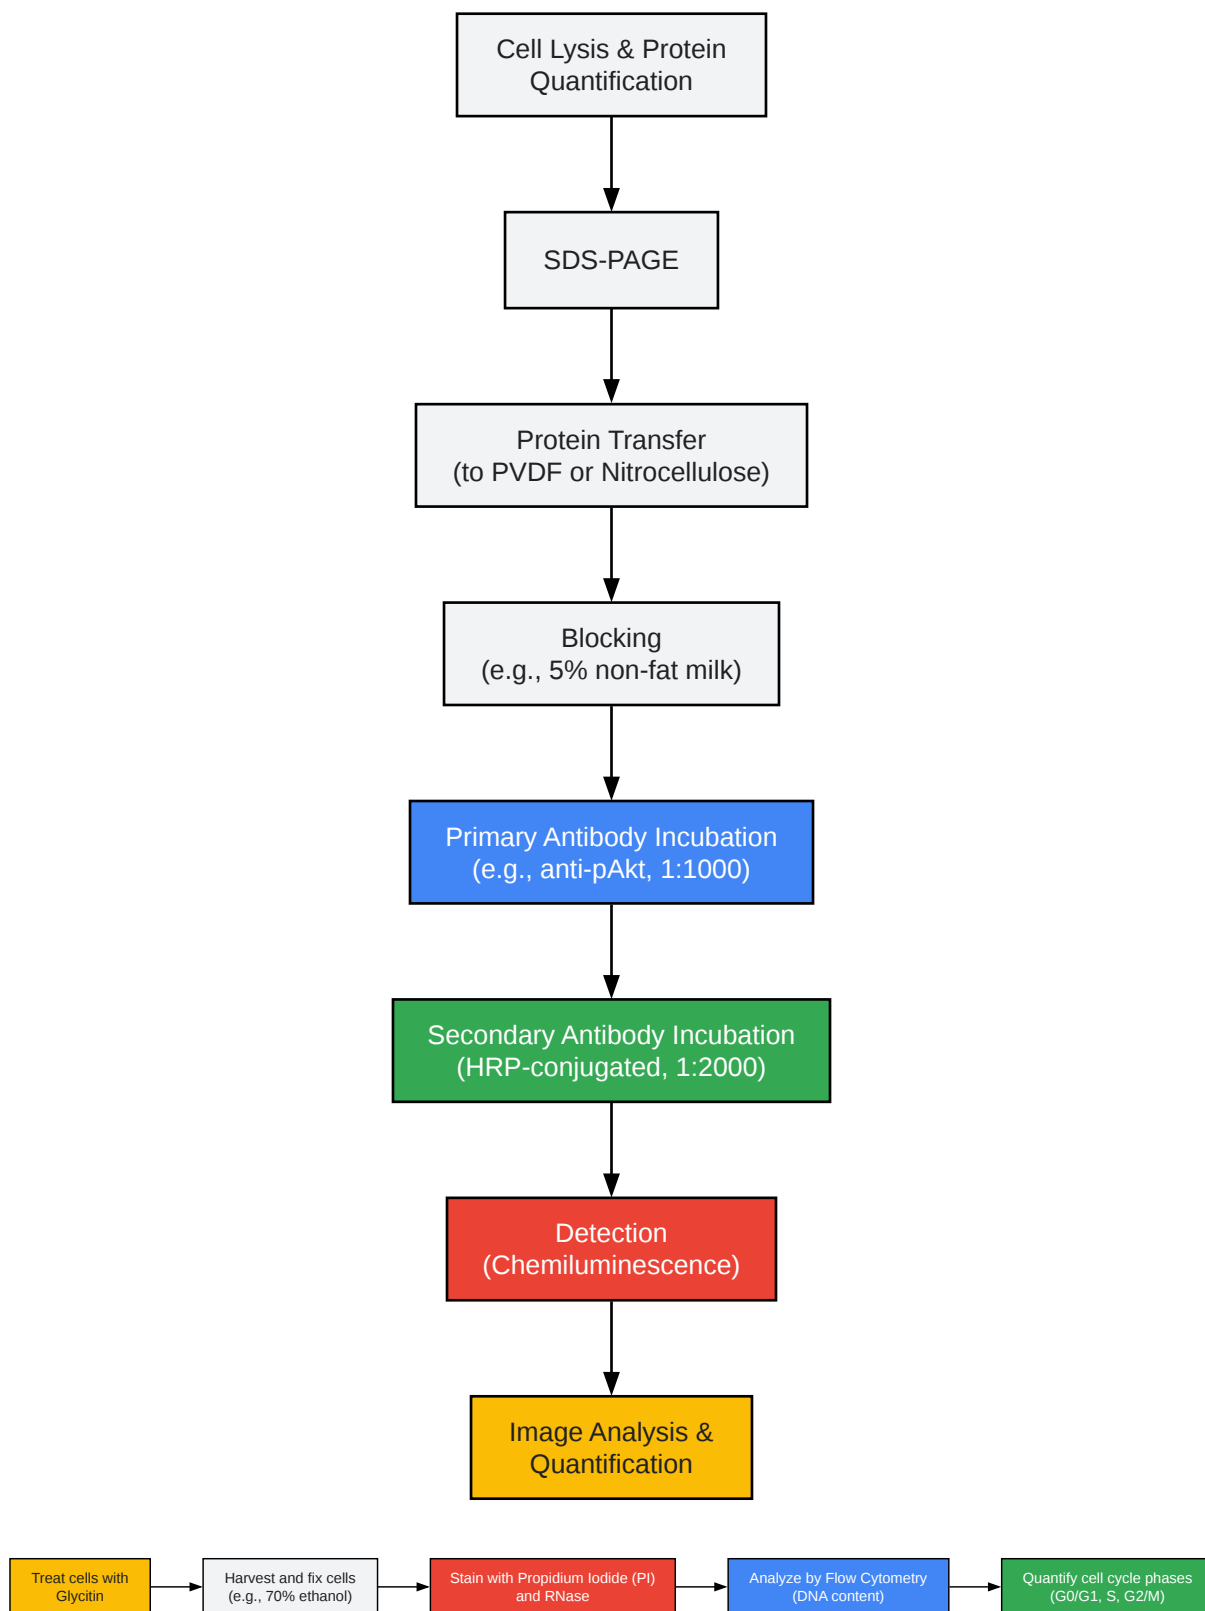 Cell Lysis & Protein
Quantification
SDS-PAGE
Protein Transfer
(to PVDF or Nitrocellulose)
Blocking
(e.g., 5% non-fat milk)
Primary Antibody Incubation
(e.g., anti-pAkt, 1:1000)
Secondary Antibody Incubation
(HRP-conjugated, 1:2000)
Detection
(Chemiluminescence)
Image Analysis &
Quantification
Treat cells with
Glycitin
Harvest and fix cells
(e.g., 70% ethanol)
Stain with Propidium Iodide (PI)
and RNase
Analyze by Flow Cytometry
(DNA content)
Quantify cell cycle phases
(G0/G1, S, G2/M)